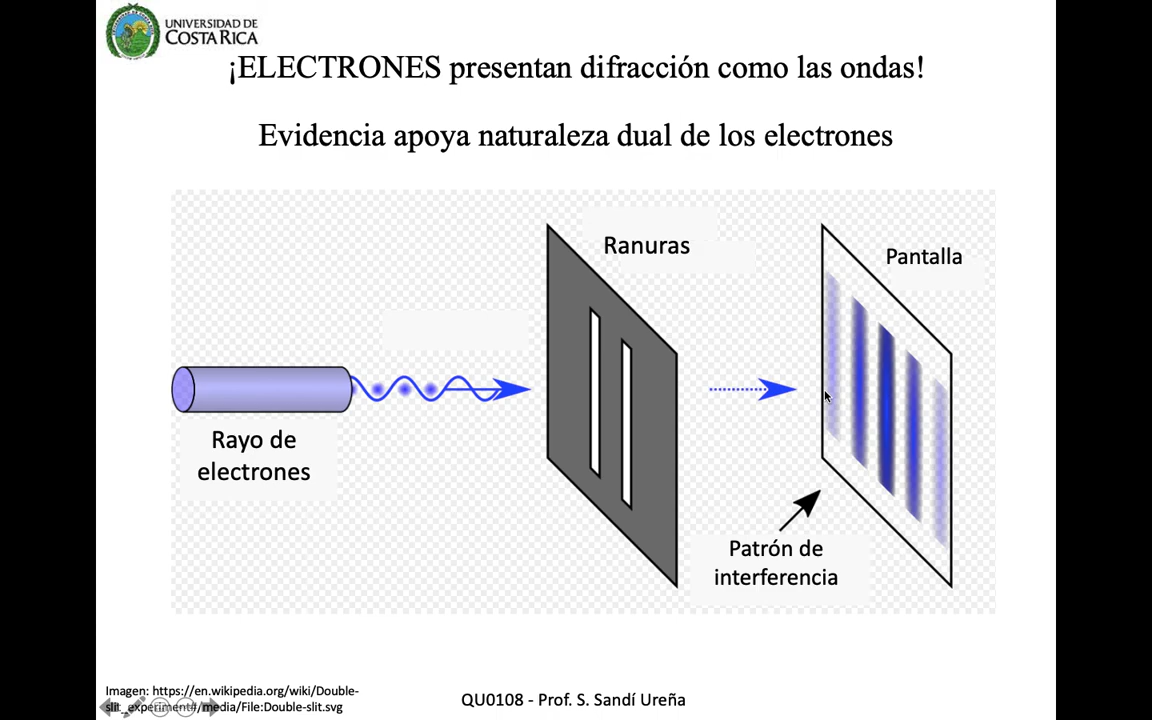 UNIVERSIDAD DE
COSTA RICA
¡ELECTRONES presentan difracción como las ondas!
Evidencia apoya naturaleza dual de los electrones
Ranuras
Pantalla
Rayo de
electrones
Patrón de
interferencia
Imagen: https://en.wikipedia.org/wiki/Double-
slit_experiment#/media/File:Double-slit.svg
QU0108 - Prof. S. Sandí Ureña